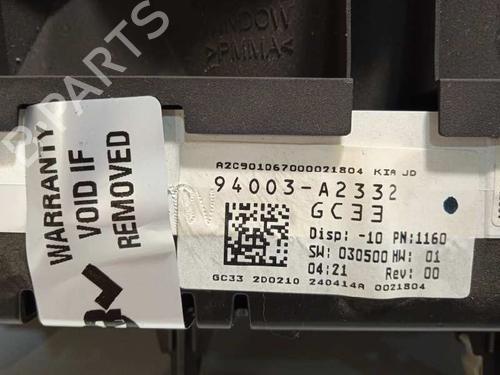 WINDOW
>PMMA<
B-PARTS
WARRANTY
VOID IF
REMOVED
A2C901067000021804 KIA JD
94003-A2332
GC33
Disp: -10 PN:1160
SW: 030500 HW: 01
04:21 Rev: 00
GC33 2D0210 240414A 0021804